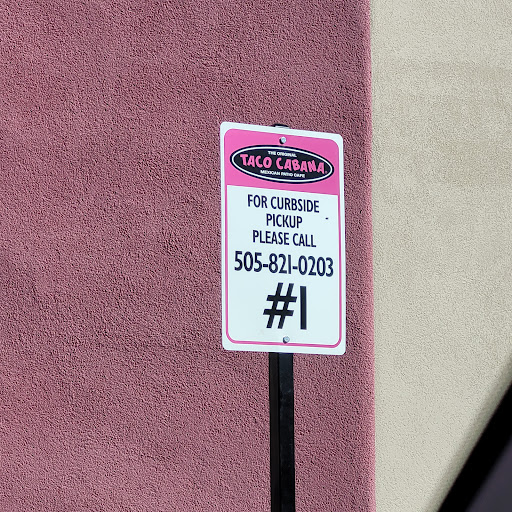 THE ORIGINAL
TACO CABANA
MEXICAN PATIO CAFE
FOR CURBSIDE
PICKUP
PLEASE CALL
505-821-0203
#1